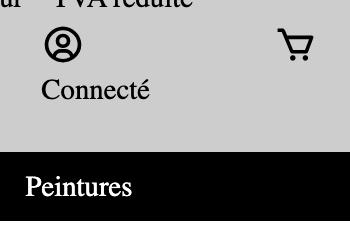 TVA réduite
Connecté
Peintures